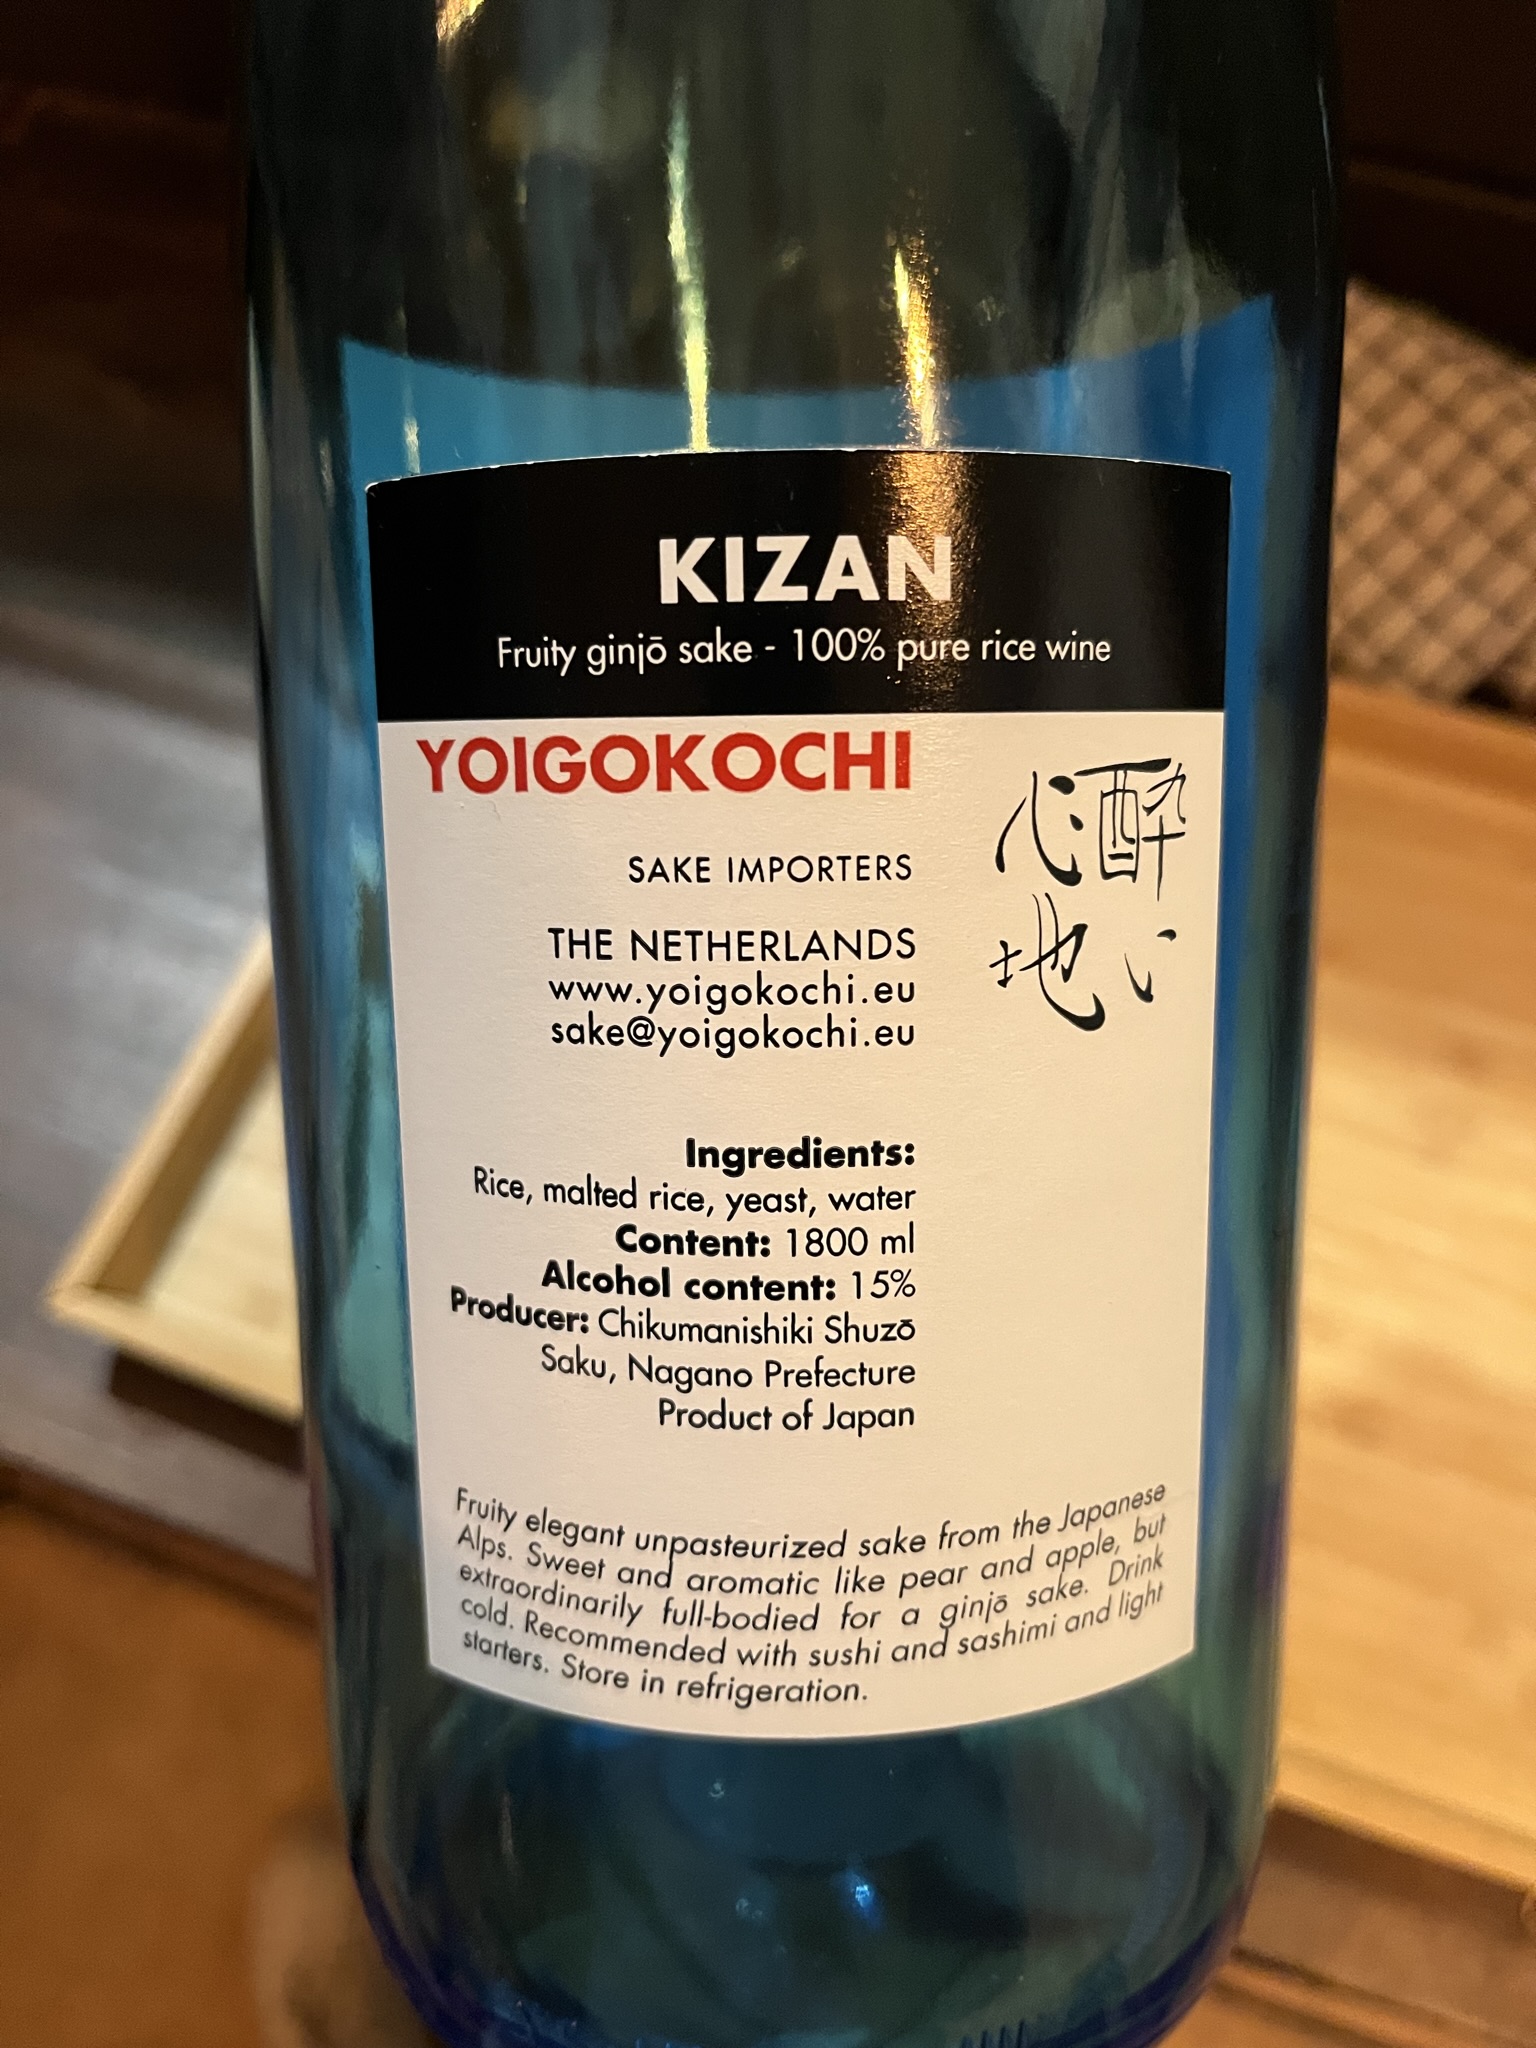 KIZAN
Fruity ginjō sake - 100% pure rice wine
YOIGOKOCHI
酔い
心地
SAKE IMPORTERS
THE NETHERLANDS
www.yoigokochi.eu
sake@yoigokochi.eu
Ingredients:
Rice, malted rice, yeast, water
Content: 1800 ml
Alcohol content: 15%
Producer: Chikumanishiki Shuzō
Saku, Nagano Prefecture
Product of Japan
Fruity elegant unpasteurized sake from the Japanese
Alps. Sweet and aromatic like pear and apple, but
extraordinarily full-bodied for a ginjō sake. Drink
cold. Recommended with sushi and sashimi and light
starters. Store in refrigeration.